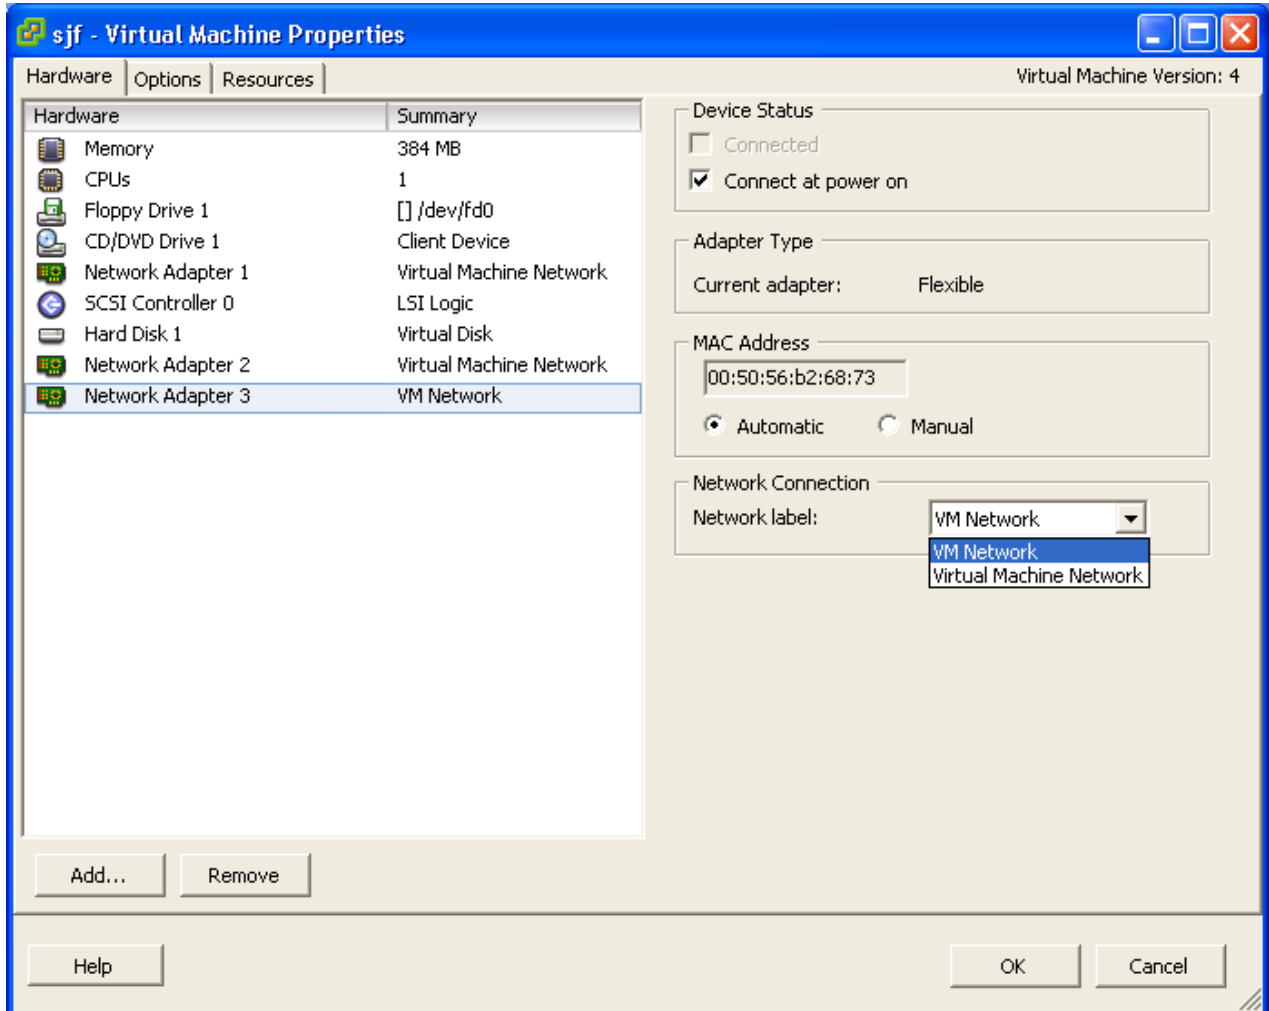 sjf - Virtual Machine Properties
Hardware Options Resources Virtual Machine Version: 4
Hardware Summary
Memory 384 MB
CPUs 1
Floppy Drive 1 [] /dev/fd0
CD/DVD Drive 1 Client Device
Network Adapter 1 Virtual Machine Network
SCSI Controller 0 LSI Logic
Hard Disk 1 Virtual Disk
Network Adapter 2 Virtual Machine Network
Network Adapter 3 VM Network
Device Status
Connected
Connect at power on
Adapter Type
Current adapter: Flexible
MAC Address
00:50:56:b2:68:73
Automatic Manual
Network Connection
Network label: VM Network
VM Network
Virtual Machine Network
Add... Remove
Help OK Cancel